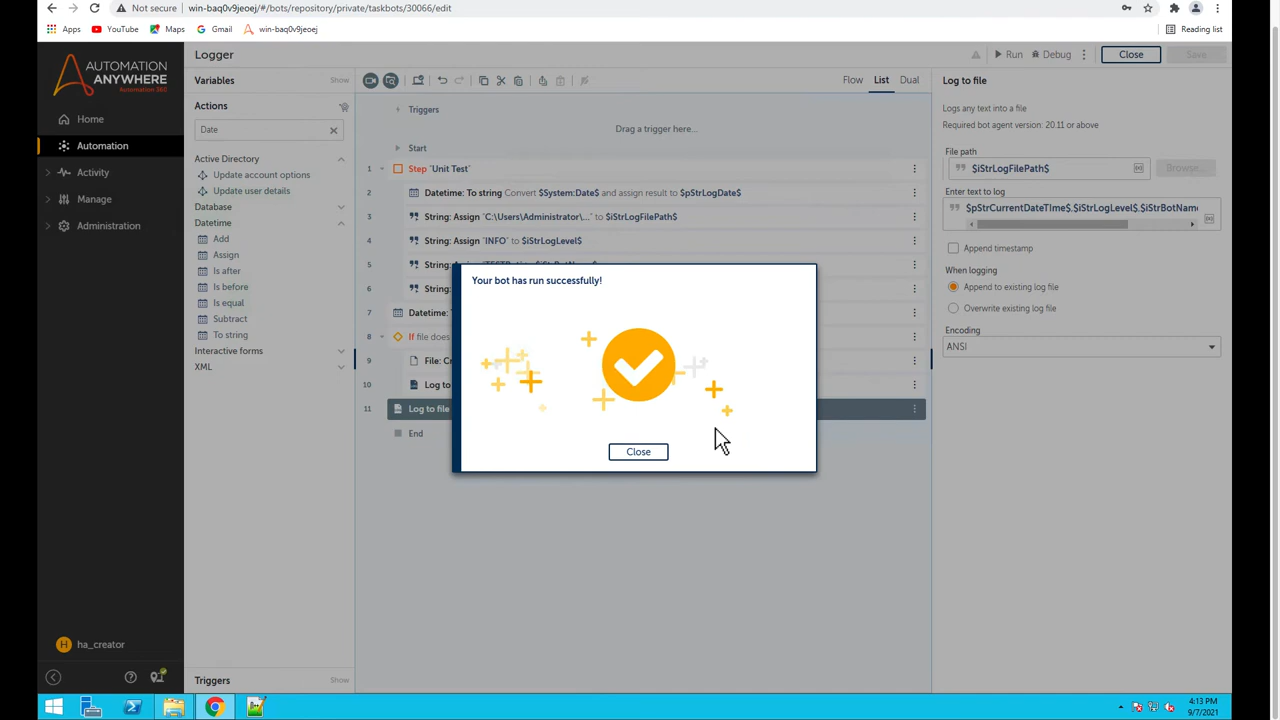 Not secure win-baq0v9jeoej/#/bots/repository/private/taskbots/30066/edit
Apps YouTube Maps Gmail win-baq0v9jeoej Reading list
AUTOMATION ANYWHERE
Automation 360
Home
Automation
Activity
Manage
Administration
H ha_creator
Logger Run Debug Close Save
Variables Show
Actions
Date
Active Directory
Update account options
Update user details
Database
Datetime
Add
Assign
Is after
Is before
Is equal
Subtract
To string
Interactive forms
XML
Triggers Show
Flow List Dual
Triggers
Drag a trigger here...
Start
1 Step "Unit Test"
2 Datetime: To string Convert $System:Date$ and assign result to $pStrLogDate$
3 String: Assign "C:\Users\Administrator\..." to $iStrLogFilePath$
4 String: Assign "INFO" to $iStrLogLevel$
5
6 String:
7 Datetime:
8 If file does
9 File:
10 Log to
11 Log to file
End
Your bot has run successfully!
Close
Log to file
Logs any text into a file
Required bot agent version: 20.11 or above
File path
$iStrLogFilePath$ Browse...
Enter text to log
$pStrCurrentDateTIme$.$iStrLogLevel$.$iStrBotName
Append timestamp
When logging
Append to existing log file
Overwrite existing log file
Encoding
ANSI
4:13 PM
9/7/2021